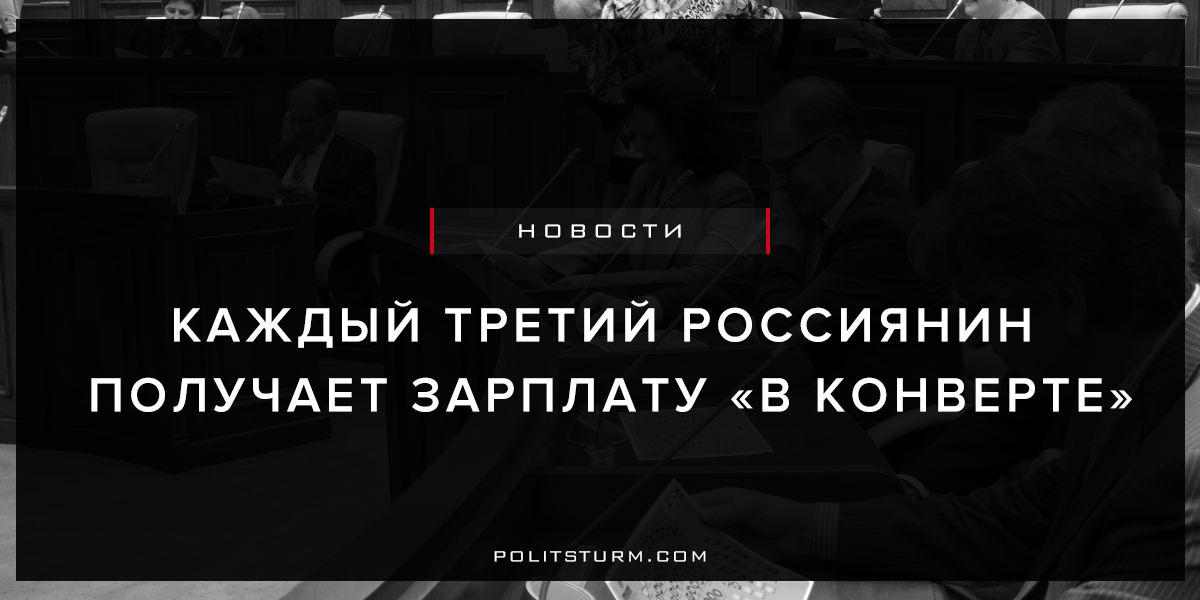 НОВОСТИ
КАЖДЫЙ ТРЕТИЙ РОССИЯНИН
ПОЛУЧАЕТ ЗАРПЛАТУ «В КОНВЕРТЕ»
POLITSTURM.COM